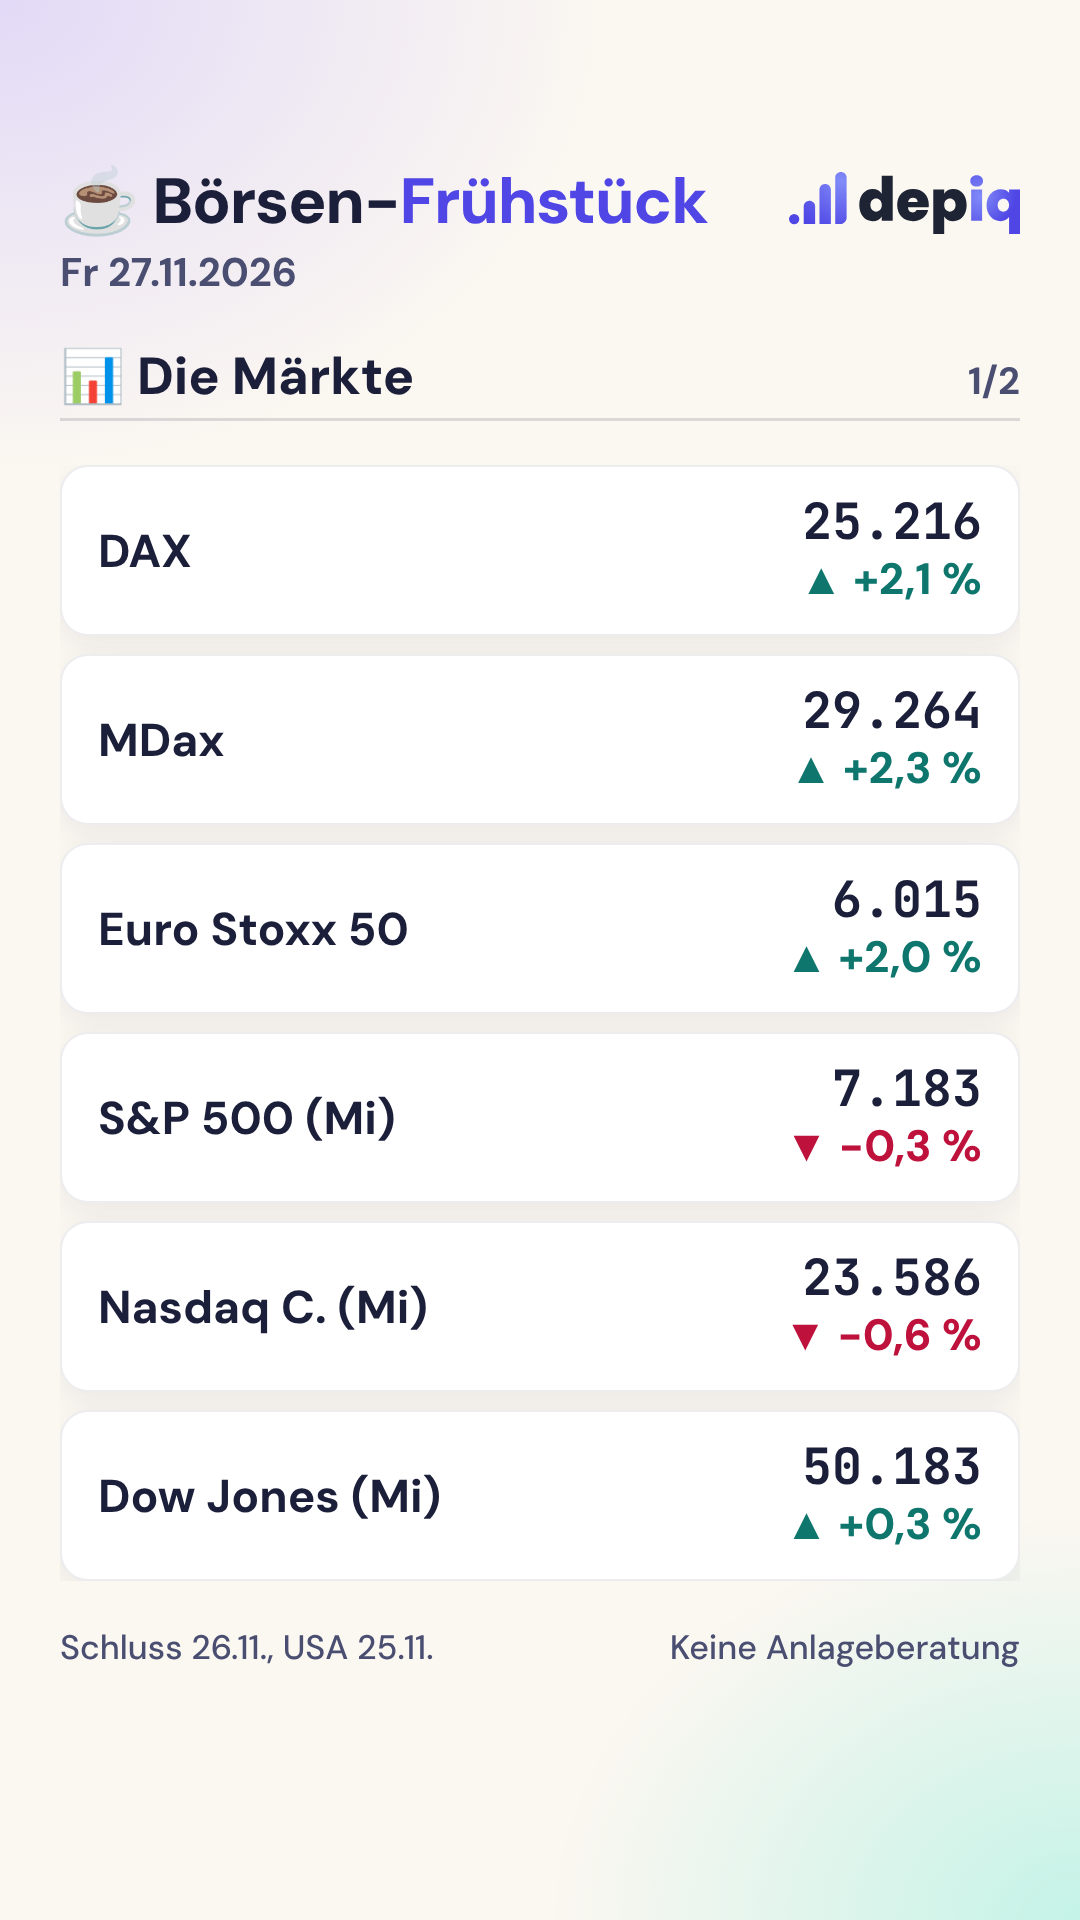 Börsen-Frühstück
depiq
Fr 27.11.2026
Die Märkte
1/2
DAX
25.216
▲ +2,1 %
MDax
29.264
▲ +2,3 %
Euro Stoxx 50
6.015
▲ +2,0 %
S&P 500 (Mi)
7.183
▼ -0,3 %
Nasdaq C. (Mi)
23.586
▼ -0,6 %
Dow Jones (Mi)
50.183
▲ +0,3 %
Schluss 26.11., USA 25.11.
Keine Anlageberatung